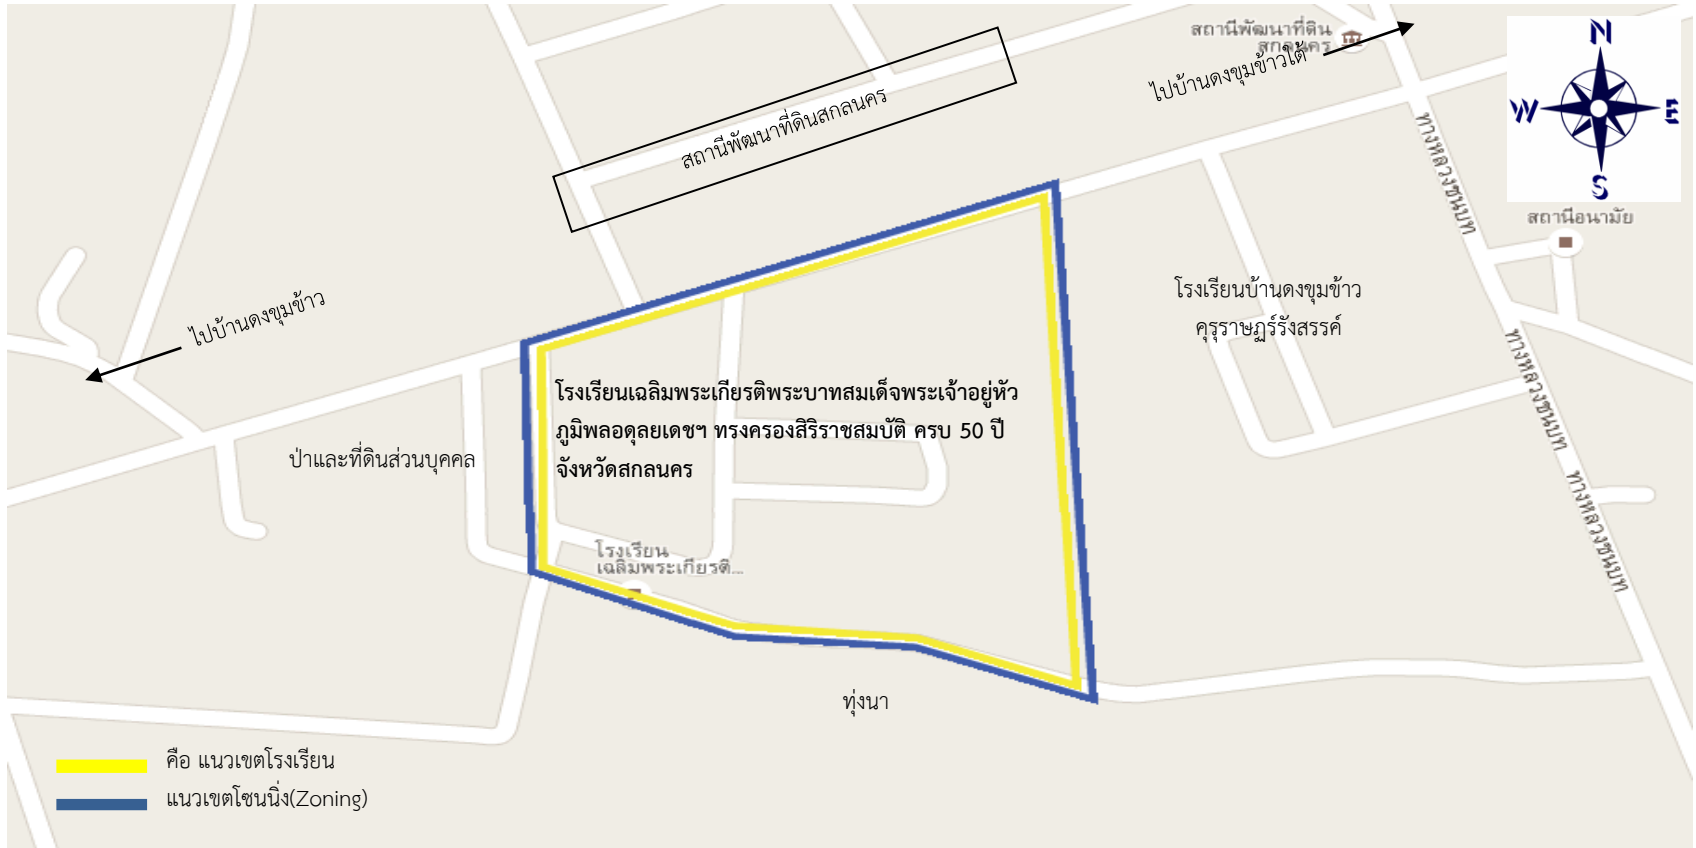 สถานีพัฒนาที่ดิน
สกลนคร
ไปบ้านดงขุมข้าวใต้
N
W
E
S
สถานีพัฒนาที่ดินสกลนคร
ทางหลวงชนบท
สถานีอนามัย
ไปบ้านดงขุมข้าว
โรงเรียนบ้านดงขุมข้าว
คุรุราษฏร์รังสรรค์
ทางหลวงชนบท
โรงเรียนเฉลิมพระเกียรติพระบาทสมเด็จพระเจ้าอยู่หัว
ภูมิพลอดุลยเดชฯ ทรงครองสิริราชสมบัติ ครบ 50 ปี
จังหวัดสกลนคร
ป่าและที่ดินส่วนบุคคล
ทางหลวงชนบท
โรงเรียน
เฉลิมพระเกียรติ...
ทุ่งนา
คือ แนวเขตโรงเรียน
แนวเขตโซนนิ่ง(Zoning)